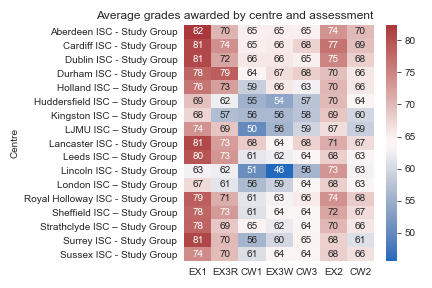 Average grades awarded by centre and assessment
Centre
Aberdeen ISC - Study Group 82 70 65 65 65 74 70
Cardiff ISC - Study Group 81 74 65 66 68 77 69
Dublin ISC - Study Group 81 72 66 66 65 75 68
Durham ISC - Study Group 78 79 64 67 68 70 66
Holland ISC – Study Group 76 73 59 66 63 70 66
Huddersfield ISC – Study Group 69 62 55 54 57 70 64
Kingston ISC - Study Group 68 57 56 56 58 69 60
LJMU ISC – Study Group 74 69 50 56 59 67 59
Lancaster ISC - Study Group 81 73 68 64 68 71 67
Leeds ISC - Study Group 80 73 61 62 64 68 63
Lincoln ISC – Study Group 63 62 51 46 56 73 63
London ISC – Study Group 67 61 56 59 64 68 63
Royal Holloway ISC - Study Group 79 71 61 63 66 74 68
Sheffield ISC – Study Group 78 73 61 64 64 72 67
Strathclyde ISC – Study Group 78 69 65 62 64 70 66
Surrey ISC - Study Group 81 70 56 61 60 68 61
Sussex ISC - Study Group 74 70 61 64 64 68 66
EX1 EX3R CW1 EX3W CW3 EX2 CW2
80
75
70
65
60
55
50